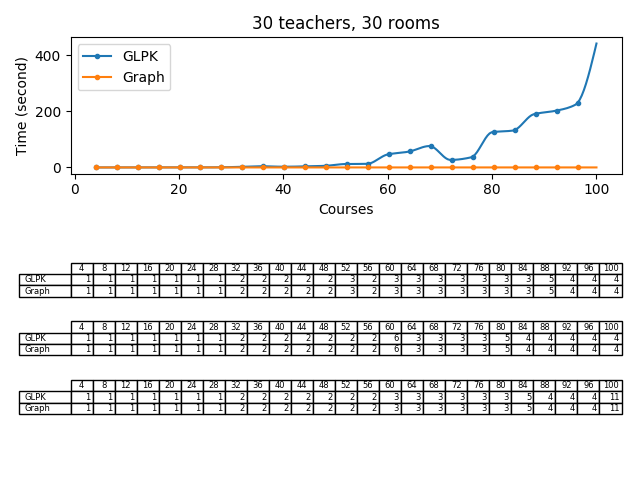 30 teachers, 30 rooms
GLPK
Graph
Time (second)
400
200
0
0 20 40 60 80 100
Courses
4 8 12 16 20 24 28 32 36 40 44 48 52 56 60 64 68 72 76 80 84 88 92 96 100
GLPK 1 1 1 1 1 1 1 2 2 2 2 2 3 2 3 3 3 3 3 3 3 5 4 4 4
Graph 1 1 1 1 1 1 1 2 2 2 2 2 3 2 3 3 3 3 3 3 3 5 4 4 4
4 8 12 16 20 24 28 32 36 40 44 48 52 56 60 64 68 72 76 80 84 88 92 96 100
GLPK 1 1 1 1 1 1 1 2 2 2 2 2 2 2 6 3 3 3 3 5 4 4 4 4 4
Graph 1 1 1 1 1 1 1 2 2 2 2 2 2 2 6 3 3 3 3 5 4 4 4 4 4
4 8 12 16 20 24 28 32 36 40 44 48 52 56 60 64 68 72 76 80 84 88 92 96 100
GLPK 1 1 1 1 1 1 1 2 2 2 2 2 2 2 3 3 3 3 3 3 5 4 4 4 11
Graph 1 1 1 1 1 1 1 2 2 2 2 2 2 2 3 3 3 3 3 3 5 4 4 4 11